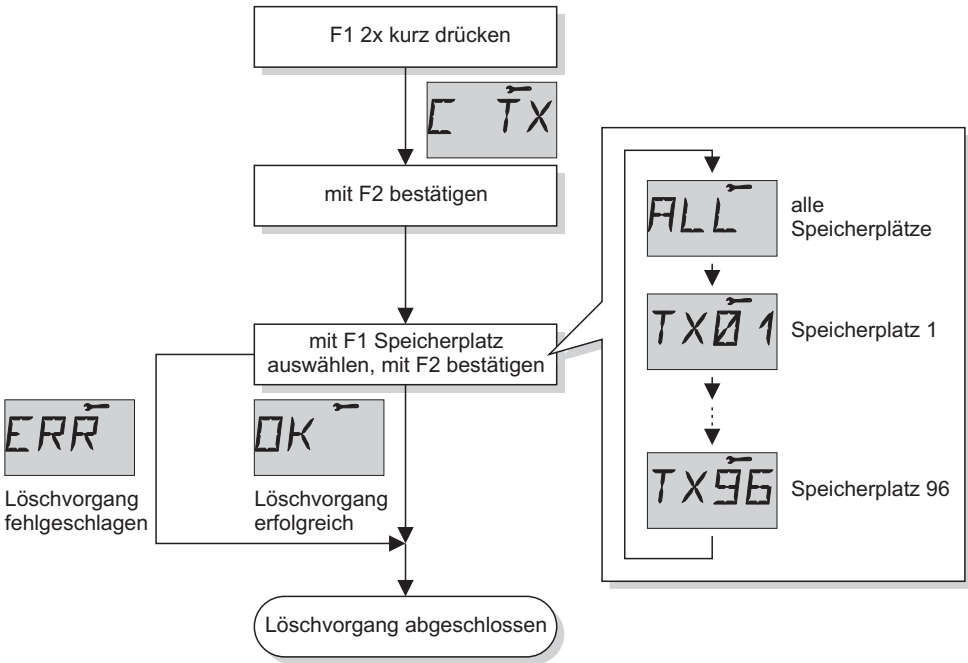 F1 2x kurz drücken
C TX
mit F2 bestätigen
mit F1 Speicherplatz
auswählen, mit F2 bestätigen
ALL
alle
Speicherplätze
TX01
Speicherplatz 1
TX96
Speicherplatz 96
ERR
Löschvorgang
fehlgeschlagen
OK
Löschvorgang
erfolgreich
Löschvorgang abgeschlossen